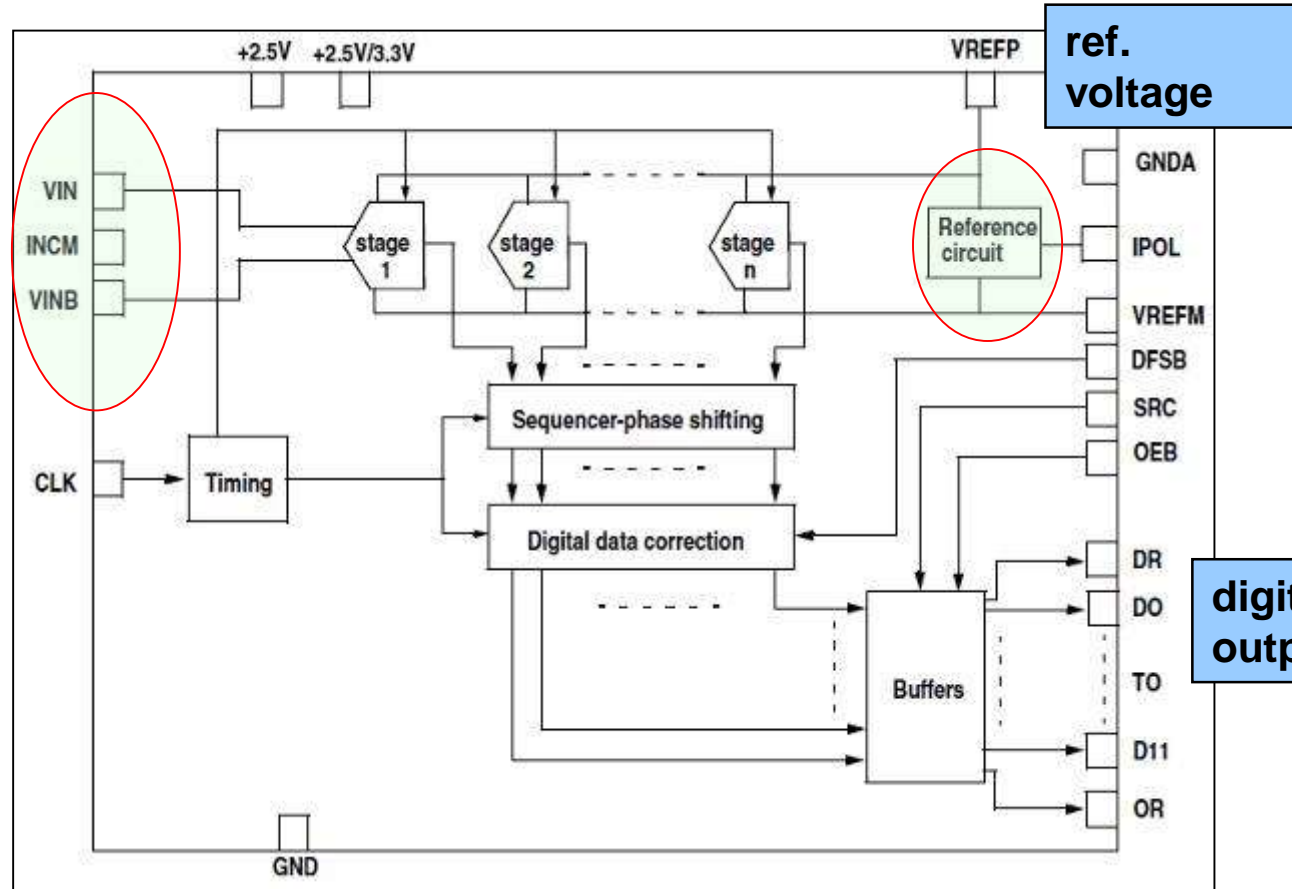 +2.5V
+2.5V/3.3V
VREFP
ref.
voltage
GNDA
VIN
INCM
VINB
stage
1
stage
2
stage
n
Reference
circuit
IPOL
VREFM
DFSB
SRC
OEB
Sequencer-phase shifting
CLK
Timing
Digital data correction
DR
DO
digit
outp
TO
Buffers
D11
OR
GND